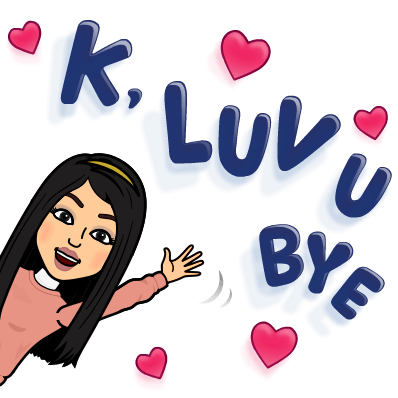 K,
LUV U
BYE